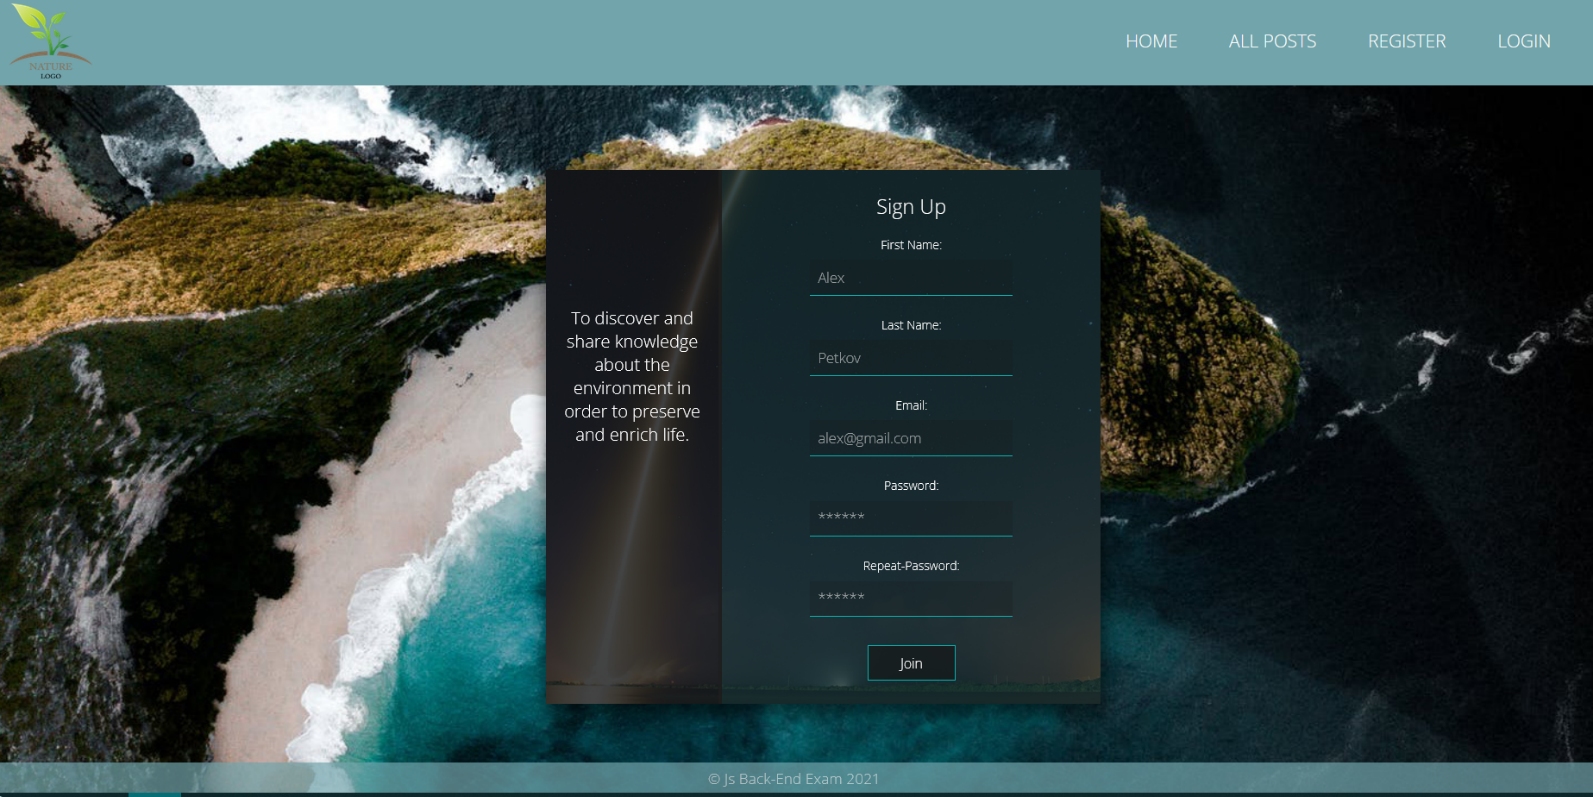 NATURE
LOGO
HOME
ALL POSTS
REGISTER
LOGIN
To discover and
share knowledge
about the
environment in
order to preserve
and enrich life.
Sign Up
First Name:
Alex
Last Name:
Petkov
Email:
alex@gmail.com
Password:
******
Repeat-Password:
******
Join
© Js Back-End Exam 2021